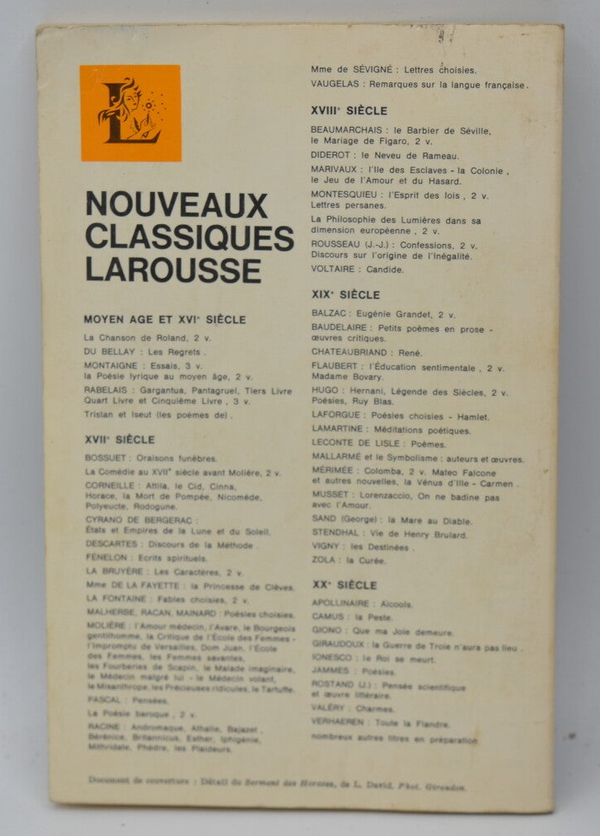 L
NOUVEAUX
CLASSIQUES
LAROUSSE
MOYEN AGE ET XVIe SIÈCLE
La Chanson de Roland, 2 v.
DU BELLAY : Les Regrets.
MONTAIGNE : Essais, 3 v.
la Poésie lyrique au moyen âge, 2 v.
RABELAIS : Gargantua, Pantagruel, Tiers Livre
Quart Livre et Cinquième Livre, 3 v.
Tristan et Iseut (les poèmes de).
XVIIe SIÈCLE
BOSSUET : Oraisons funèbres.
La Comédie au XVIIe siècle avant Molière, 2 v.
CORNEILLE : Attila, le Cid, Cinna,
Horace, la Mort de Pompée, Nicomède,
Polyeucte, Rodogune.
CYRANO DE BERGERAC :
États et Empires de la Lune et du Soleil.
DESCARTES : Discours de la Méthode.
FENELON : Ecrits spirituels.
LA BRUYÈRE : Les Caractères, 2 v.
Mme DE LA FAYETTE : la Princesse de Clèves.
LA FONTAINE : Fables choisies, 2 v.
MALHERBE, RACAN, MAINARD : Poésies choisies.
MOLIÈRE : l'Amour médecin, l'Avare, le Bourgeois
gentilhomme, la Critique de l'École des Femmes -
l'Impromptu de Versailles, Dom Juan, l'École
des Femmes, les Femmes savantes,
les Fourberies de Scapin, le Malade imaginaire,
le Médecin malgré lui - le Médecin volant,
le Misanthrope, les Précieuses ridicules, le Tartuffe.
PASCAL : Pensées.
La Poésie baroque, 2 v.
RACINE : Andromaque, Athalie, Bajazet,
Bérénice, Britannicus, Esther, Iphigénie,
Mithridate, Phèdre, les Plaideurs.
Mme de SÉVIGNÉ : Lettres choisies.
VAUGELAS : Remarques sur la langue française.
XVIIIe SIÈCLE
BEAUMARCHAIS : le Barbier de Séville,
le Mariage de Figaro, 2 v.
DIDEROT : le Neveu de Rameau.
MARIVAUX : l'Ile des Esclaves - la Colonie,
le Jeu de l'Amour et du Hasard.
MONTESQUIEU : l'Esprit des lois, 2 v.
Lettres persanes.
La Philosophie des Lumières dans sa
dimension européenne, 2 v.
ROUSSEAU (J.-J.) : Confessions, 2 v.
Discours sur l'origine de l'Inégalité.
VOLTAIRE : Candide.
XIXe SIÈCLE
BALZAC : Eugénie Grandet, 2 v.
BAUDELAIRE : Petits poèmes en prose -
œuvres critiques.
CHATEAUBRIAND : René.
FLAUBERT : l'Éducation sentimentale, 2 v.
Madame Bovary.
HUGO : Hernani, Légende des Siècles, 2 v.
Poésies, Ruy Blas.
LAFORGUE : Poésies choisies - Hamlet.
LAMARTINE : Méditations poétiques.
LECONTE DE LISLE : Poèmes.
MALLARMÉ et le Symbolisme : auteurs et œuvres.
MÉRIMÉE : Colomba, 2 v. Mateo Falcone
et autres nouvelles, la Vénus d'Ille - Carmen.
MUSSET : Lorenzaccio, On ne badine pas
avec l'Amour.
SAND (George) : la Mare au Diable.
STENDHAL : Vie de Henry Brulard.
VIGNY : les Destinées.
ZOLA : la Curée.
XXe SIÈCLE
APOLLINAIRE : Alcools.
CAMUS : la Peste.
GIONO : Que ma Joie demeure.
GIRAUDOUX : la Guerre de Troie n'aura pas lieu.
IONESCO : le Roi se meurt.
JAMMES : Poésies.
ROSTAND (J.) : Pensée scientifique
et œuvre littéraire.
VALÉRY : Charmes.
VERHAEREN : Toute la Flandre.
nombreux autres titres en préparation
Document de couverture : Détail du Serment des Horaces, de L. David. Phot. Giraudon.